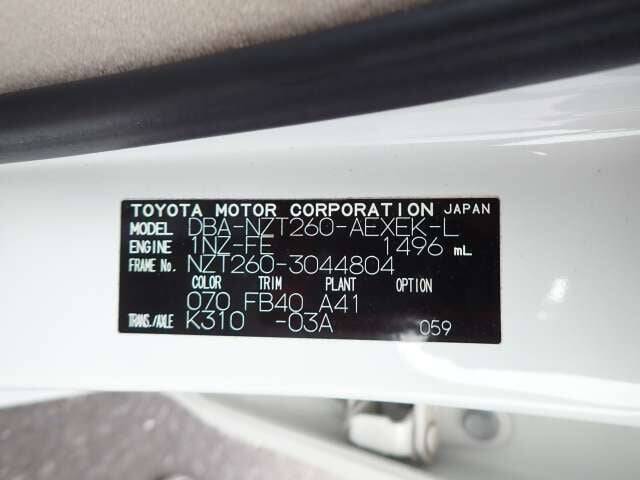 TOYOTA MOTOR CORPORATION JAPAN
MODEL DBA-NZT260-AEXEK-L
ENGINE 1NZ-FE 1496 mL
FRAME No. NZT260-3044804
COLOR TRIM PLANT OPTION
070 FB40 A41
TRANS./AXLE K310 -03A 059